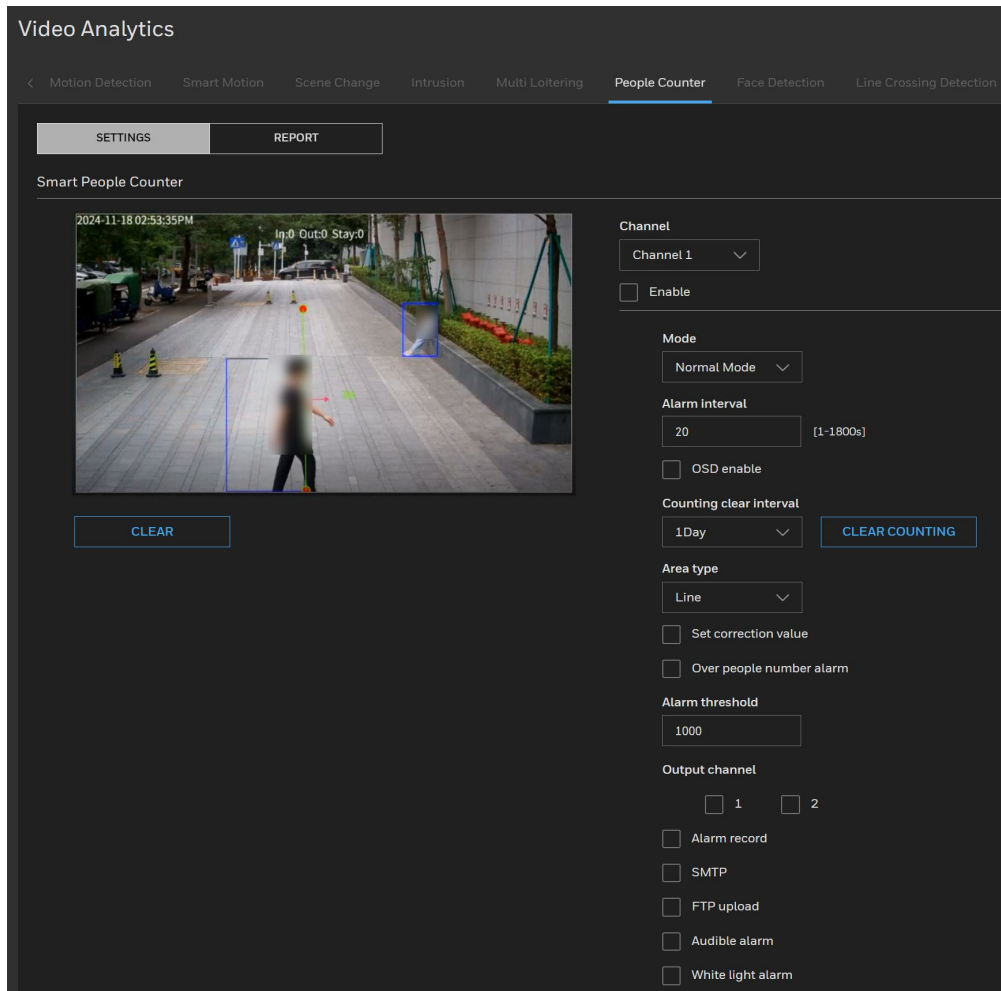 Video Analytics
< Motion Detection Smart Motion Scene Change Intrusion Multi Loitering People Counter Face Detection Line Crossing Detection
SETTINGS REPORT
Smart People Counter
2024-11-18 02:53:35PM
In:0 Out:0 Stay:0
CLEAR
Channel
Channel 1
Enable
Mode
Normal Mode
Alarm interval
20 [1-1800s]
OSD enable
Counting clear interval
1Day CLEAR COUNTING
Area type
Line
Set correction value
Over people number alarm
Alarm threshold
1000
Output channel
1 2
Alarm record
SMTP
FTP upload
Audible alarm
White light alarm